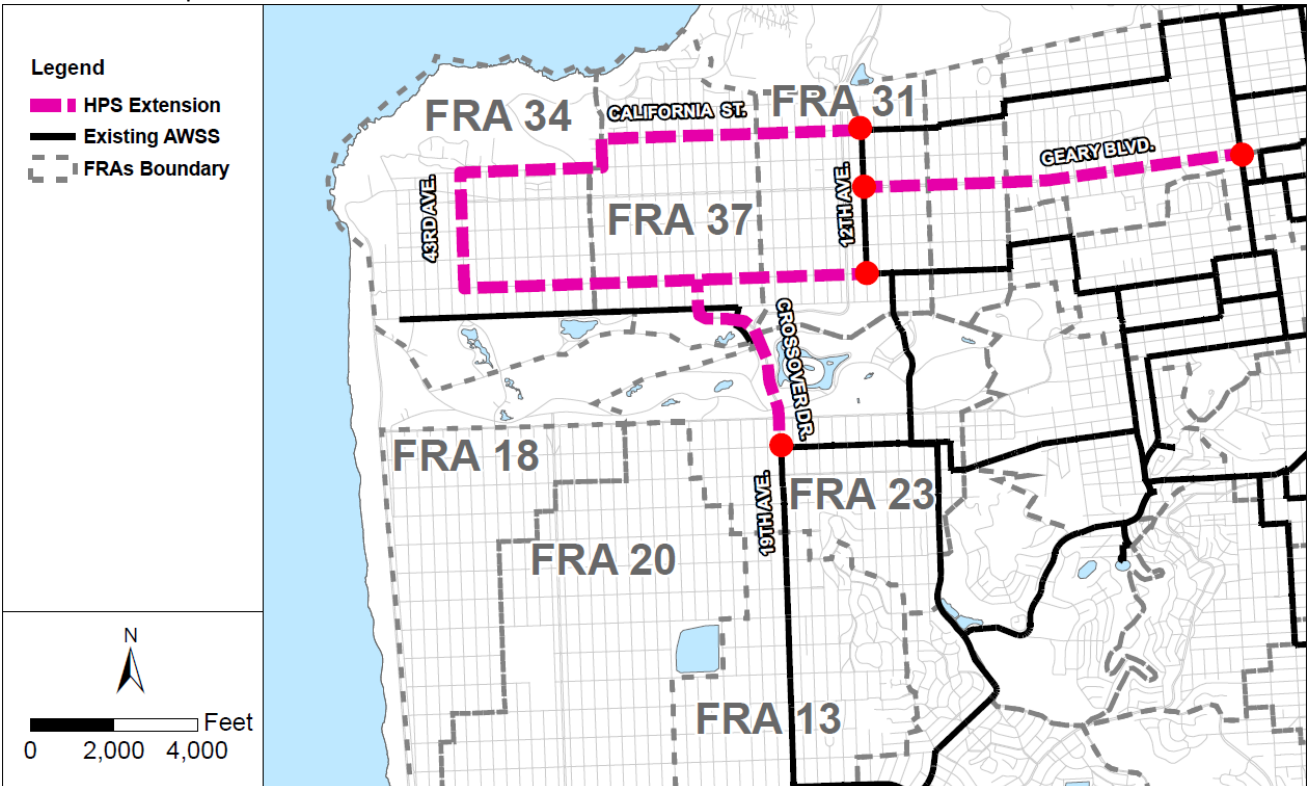 Legend
HPS Extension
Existing AWSS
FRAs Boundary
N
Feet
0 2,000 4,000
FRA 34
CALIFORNIA ST.
FRA 31
GEARY BLVD.
43RD AVE.
FRA 37
12TH AVE.
CROSSOVER DR.
FRA 18
19TH AVE.
FRA 23
FRA 20
FRA 13